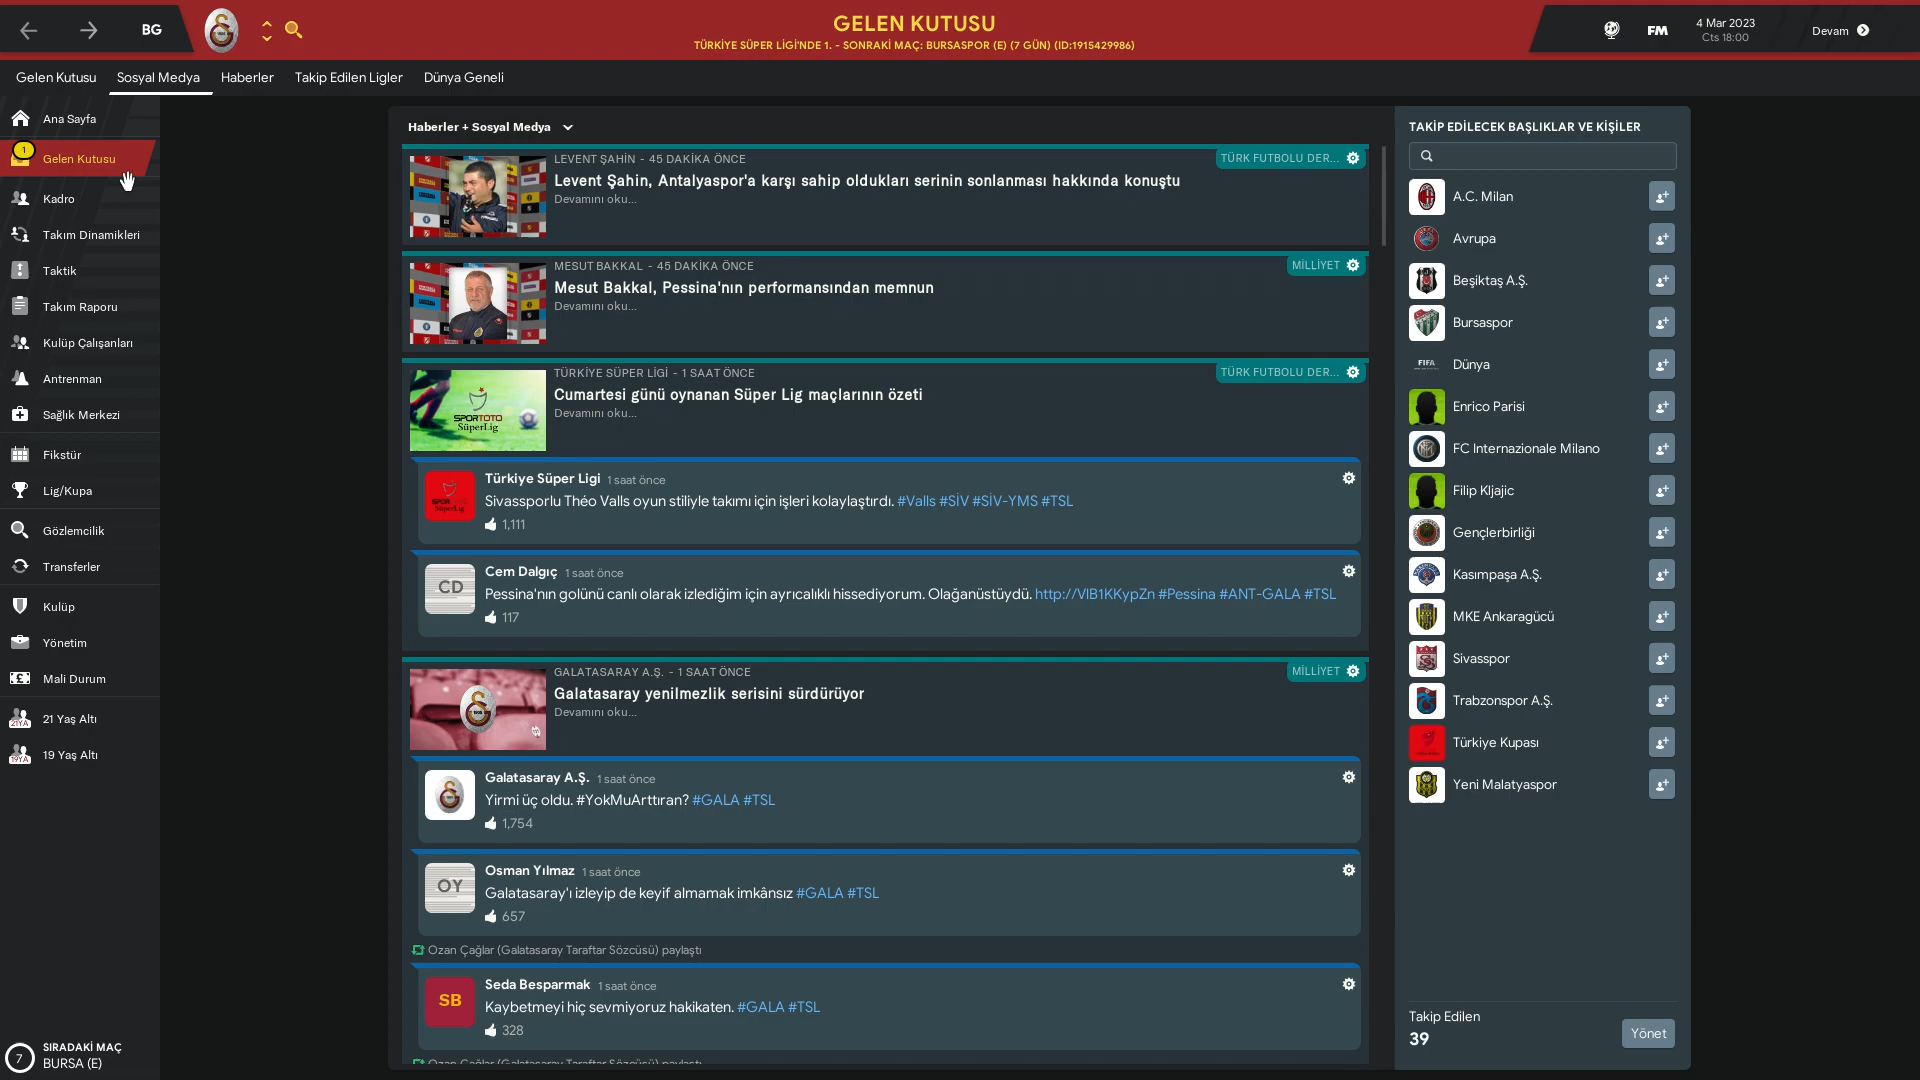 BG
GELEN KUTUSU
TÜRKİYE SÜPER LİGİ'NDE 1. - SONRAKİ MAÇ: BURSASPOR (E) (7 GÜN) (ID:1915429986)
FM
4 Mar 2023
Cts 18:00
Devam
Gelen Kutusu
Sosyal Medya
Haberler
Takip Edilen Ligler
Dünya Geneli
Ana Sayfa
1
Gelen Kutusu
Kadro
Takım Dinamikleri
Taktik
Takım Raporu
Kulüp Çalışanları
Antrenman
Sağlık Merkezi
Fikstür
Lig/Kupa
Gözlemcilik
Transferler
Kulüp
Yönetim
Mali Durum
21YA
21 Yaş Altı
19YA
19 Yaş Altı
7
SIRADAKİ MAÇ
BURSA (E)
Haberler + Sosyal Medya
LEVENT ŞAHİN - 45 DAKİKA ÖNCE
TÜRK FUTBOLU DER...
Levent Şahin, Antalyaspor'a karşı sahip oldukları serinin sonlanması hakkında konuştu
Devamını oku...
MESUT BAKKAL - 45 DAKİKA ÖNCE
MİLLİYET
Mesut Bakkal, Pessina'nın performansından memnun
Devamını oku...
TÜRKİYE SÜPER LİGİ - 1 SAAT ÖNCE
TÜRK FUTBOLU DER...
Cumartesi günü oynanan Süper Lig maçlarının özeti
Devamını oku...
SPORTOTO
SüperLig
Türkiye Süper Ligi 1 saat önce
Sivassporlu Théo Valls oyun stiliyle takımı için işleri kolaylaştırdı. #Valls #SİV #SİV-YMS #TSL
1,111
CD
Cem Dalgıç 1 saat önce
Pessina'nın golünü canlı olarak izlediğim için ayrıcalıklı hissediyorum. Olağanüstüydü. http://VlB1KKypZn #Pessina #ANT-GALA #TSL
117
GALATASARAY A.Ş. - 1 SAAT ÖNCE
MİLLİYET
Galatasaray yenilmezlik serisini sürdürüyor
Devamını oku...
Galatasaray A.Ş. 1 saat önce
Yirmi üç oldu. #YokMuArttıran? #GALA #TSL
1,754
OY
Osman Yılmaz 1 saat önce
Galatasaray'ı izleyip de keyif almamak imkânsız #GALA #TSL
657
Ozan Çağlar (Galatasaray Taraftar Sözcüsü) paylaştı
SB
Seda Besparmak 1 saat önce
Kaybetmeyi hiç sevmiyoruz hakikaten. #GALA #TSL
328
Ozan Çağlar (Galatasaray Taraftar Sözcüsü) paylaştı
TAKİP EDİLECEK BAŞLIKLAR VE KİŞİLER
A.C. Milan
Avrupa
Beşiktaş A.Ş.
Bursaspor
FIFA
Dünya
Enrico Parisi
FC Internazionale Milano
Filip Kljajic
Gençlerbirliği
Kasımpaşa A.Ş.
MKE Ankaragücü
Sivasspor
Trabzonspor A.Ş.
Türkiye Kupası
Yeni Malatyaspor
Takip Edilen
39
Yönet